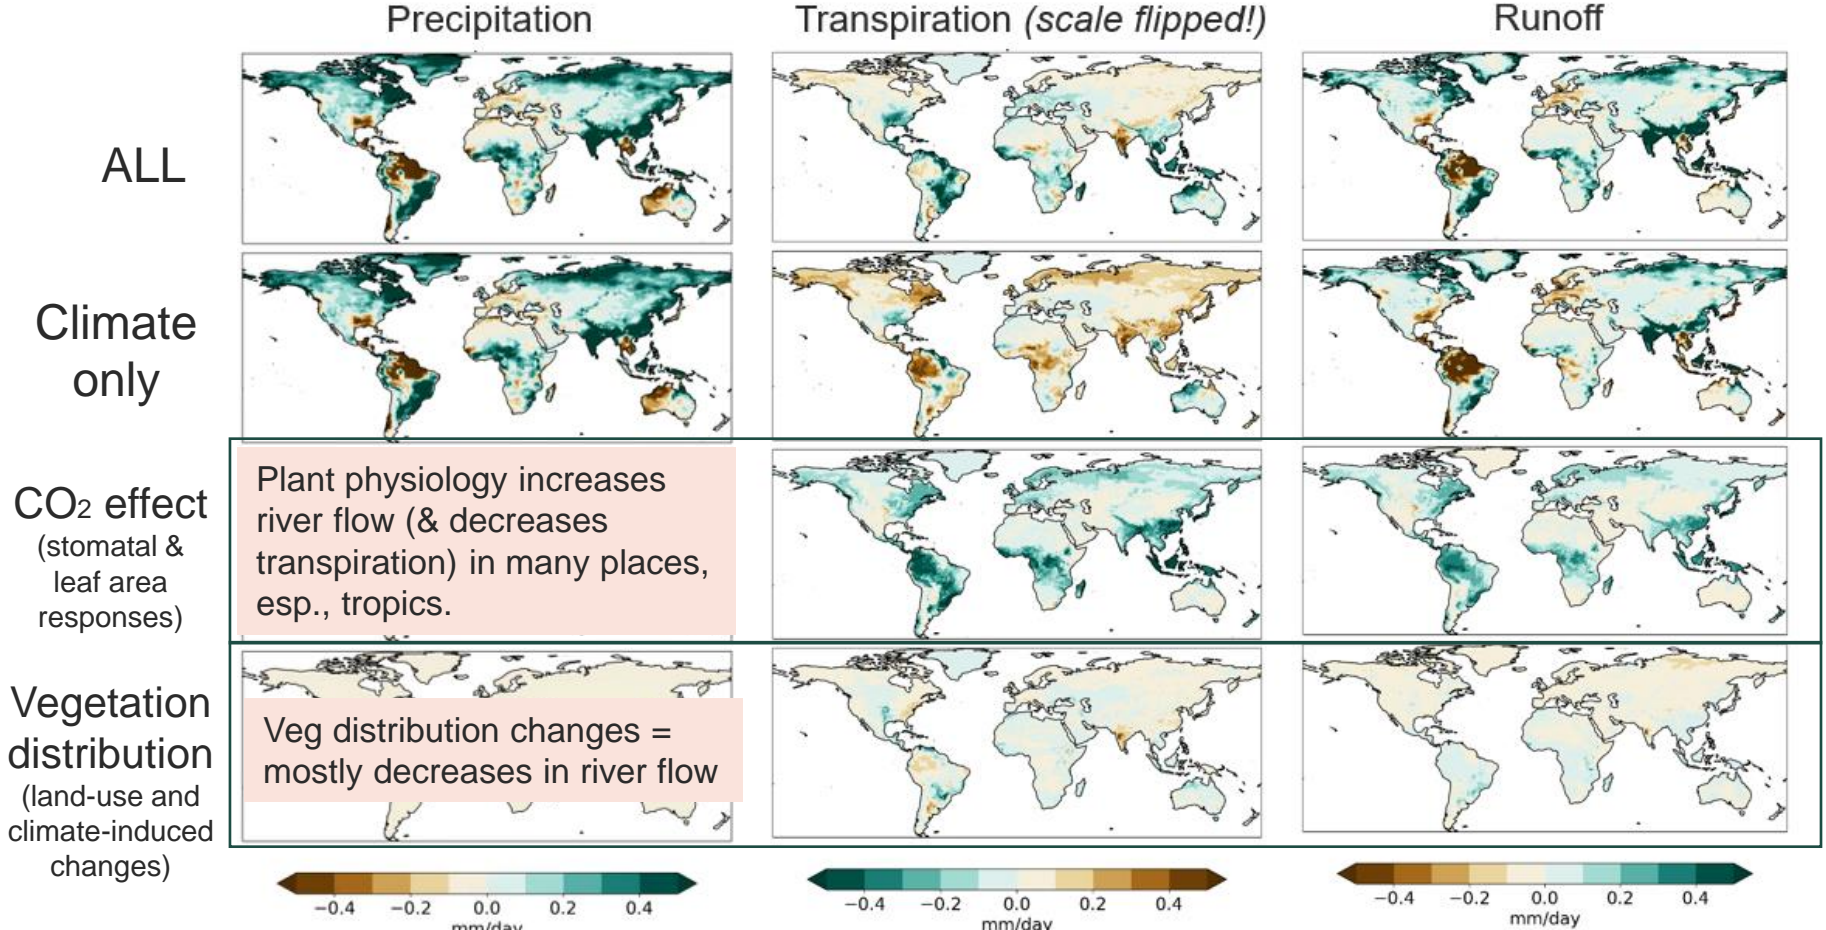 Precipitation
Transpiration (scale flipped!)
Runoff
ALL
Climate
only
CO2 effect
(stomatal &
leaf area
responses)
Plant physiology increases
river flow (& decreases
transpiration) in many places,
esp., tropics.
Vegetation
distribution
(land-use and
climate-induced
changes)
Veg distribution changes =
mostly decreases in river flow
−0.4 −0.2 0.0 0.2 0.4
mm/day
−0.4 −0.2 0.0 0.2 0.4
mm/day
−0.4 −0.2 0.0 0.2 0.4
mm/day